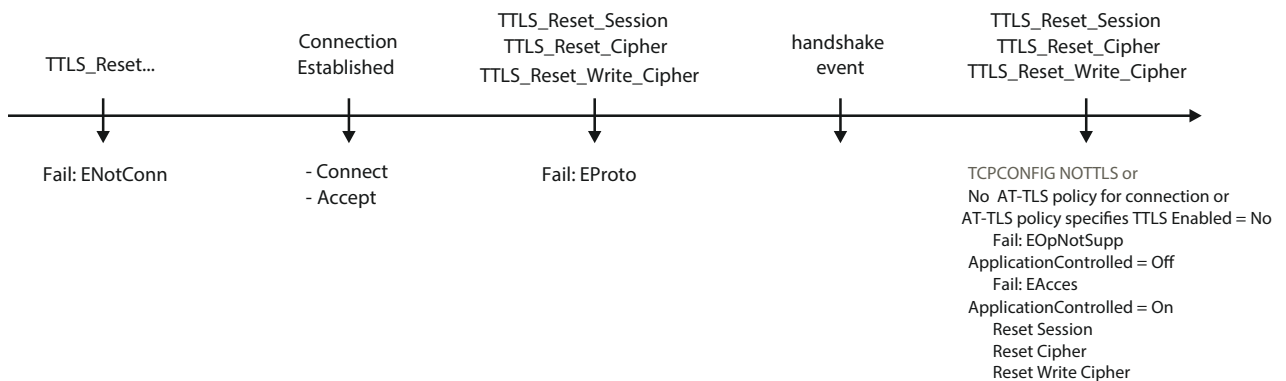 TTLS_Reset...
Connection
Established
TTLS_Reset_Session
TTLS_Reset_Cipher
TTLS_Reset_Write_Cipher
handshake
event
TTLS_Reset_Session
TTLS_Reset_Cipher
TTLS_Reset_Write_Cipher
Fail: ENotConn
- Connect
- Accept
Fail: EProto
TCPCONFIG NOTTLS or
No AT-TLS policy for connection or
AT-TLS policy specifies TTLS Enabled = No
Fail: EOpNotSupp
ApplicationControlled = Off
Fail: EAcces
ApplicationControlled = On
Reset Session
Reset Cipher
Reset Write Cipher